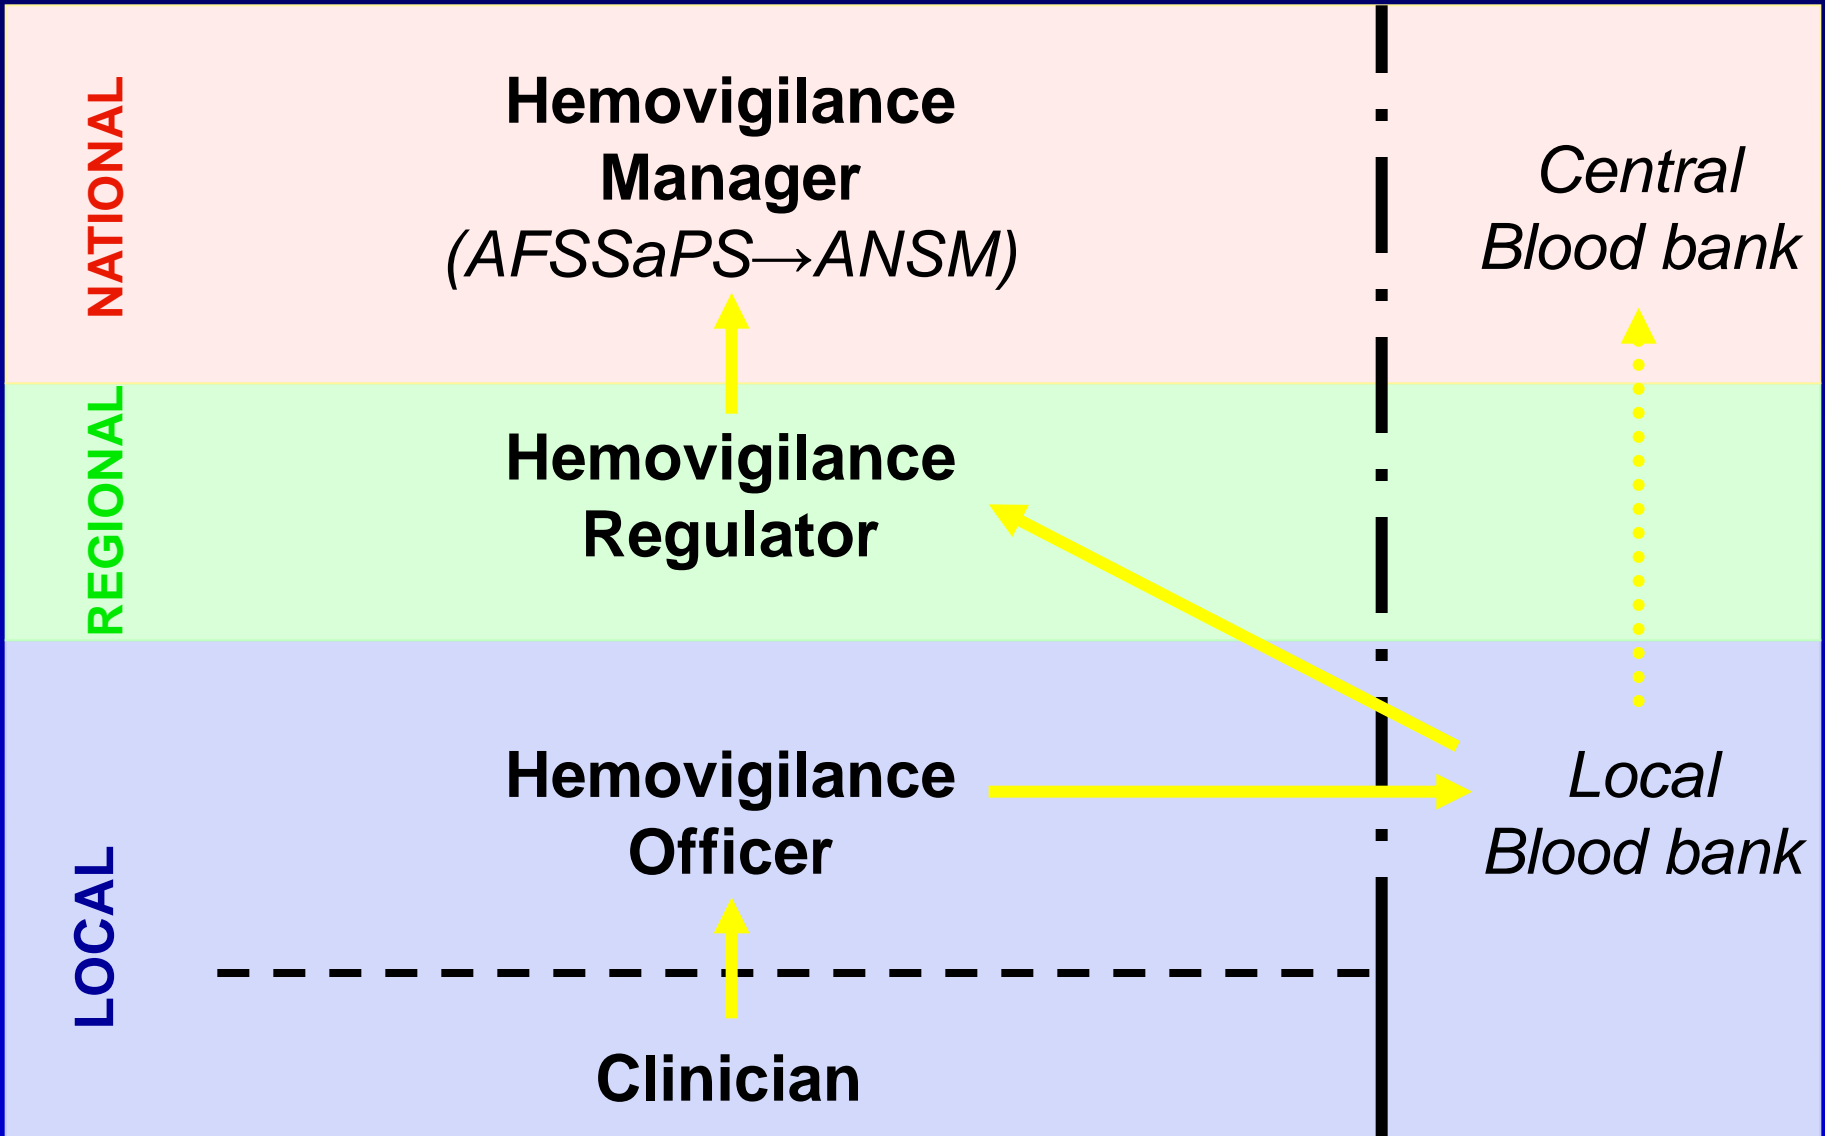 NATIONAL
Hemovigilance
Manager
(AFSSaPS→ANSM)
Central
Blood bank
REGIONAL
Hemovigilance
Regulator
LOCAL
Hemovigilance
Officer
Local
Blood bank
Clinician